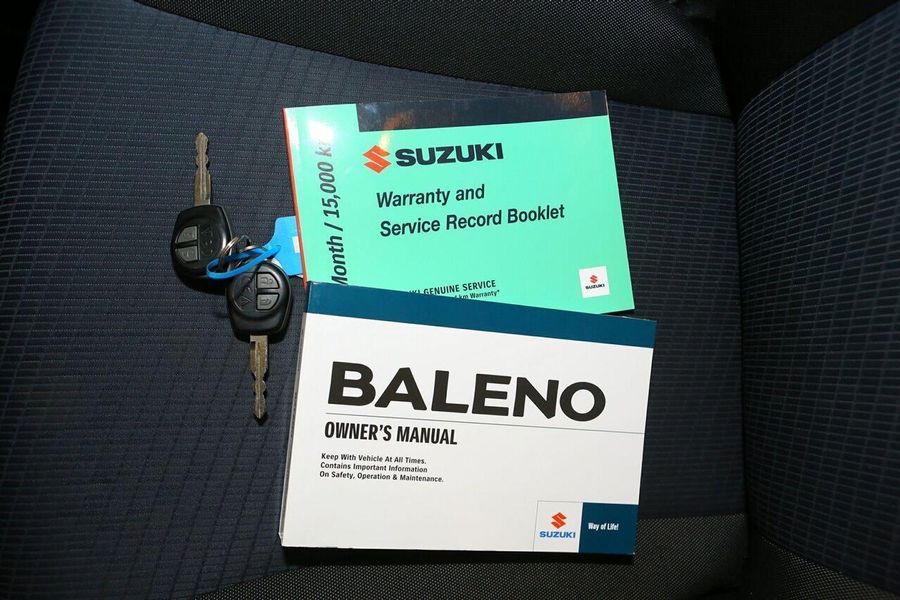 Month / 15,000 k
SUZUKI
Warranty and
Service Record Booklet
GENUINE SERVICE
km Warranty*
SUZUKI
BALENO
OWNER'S MANUAL
Keep With Vehicle At All Times.
Contains Important Information
On Safety, Operation & Maintenance.
SUZUKI
Way of Life!